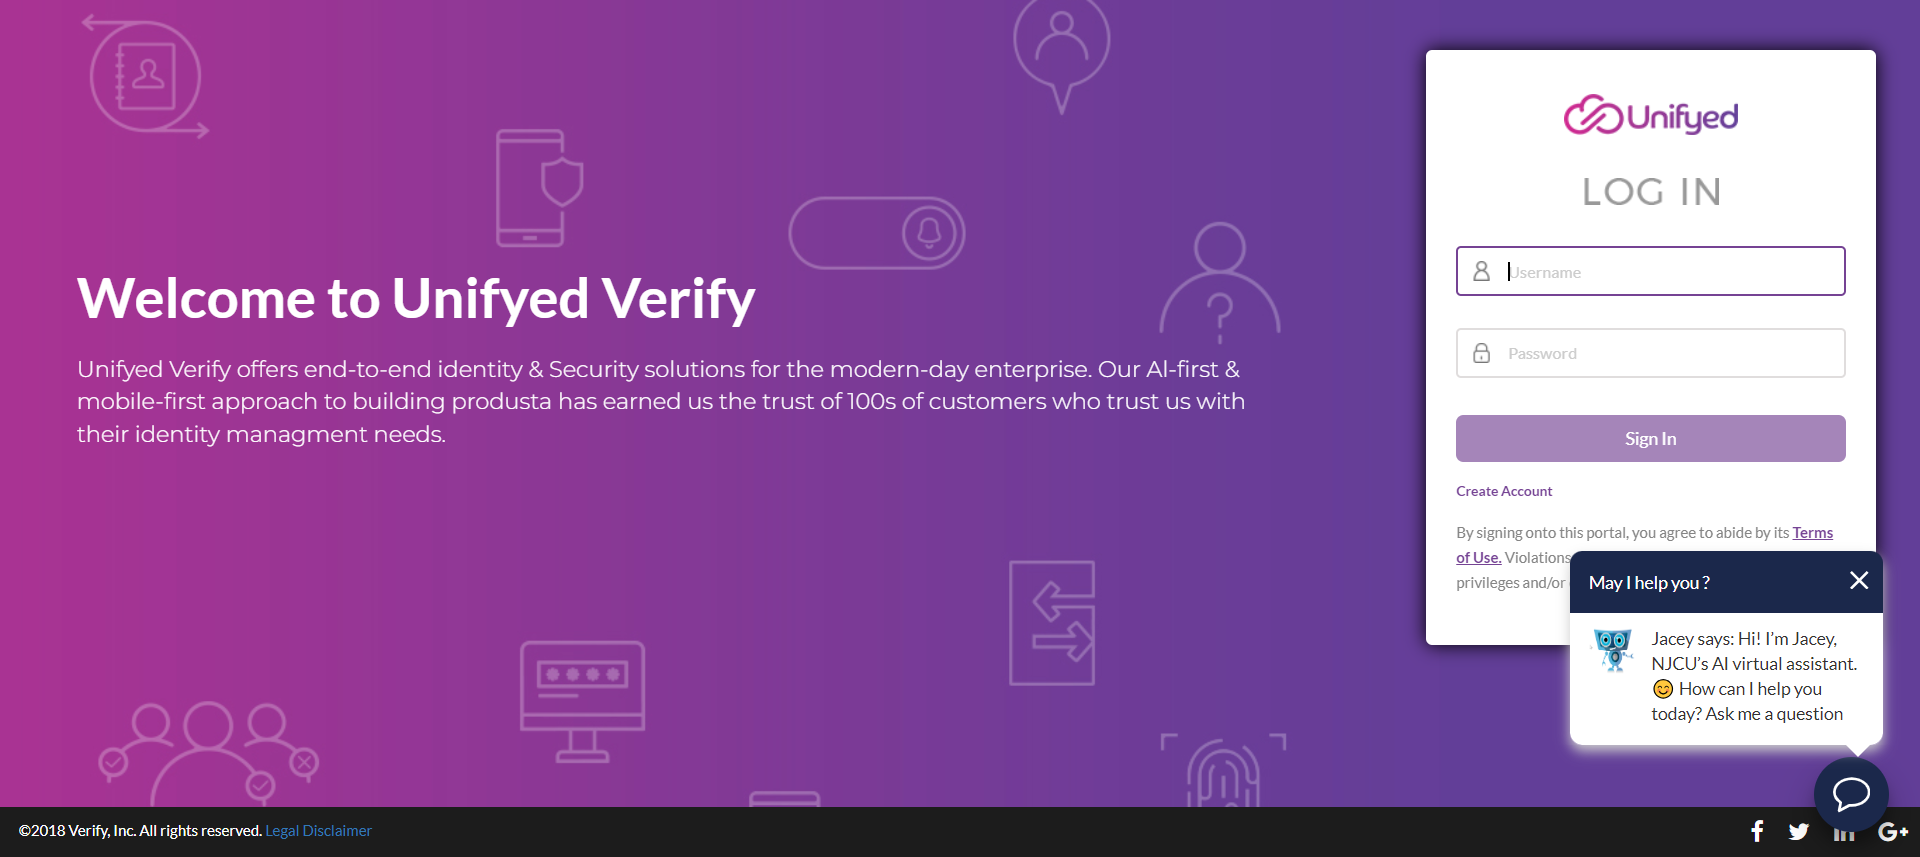 Unifyed
LOG IN
Username
Password
Sign In
Create Account
By signing onto this portal, you agree to abide by its Terms
of Use. Violations
privileges and/or
Welcome to Unifyed Verify
Unifyed Verify offers end-to-end identity & Security solutions for the modern-day enterprise. Our AI-first &
mobile-first approach to building produsta has earned us the trust of 100s of customers who trust us with
their identity managment needs.
May I help you ?
Jacey says: Hi! I'm Jacey,
NJCU's AI virtual assistant.
😊 How can I help you
today? Ask me a question
©2018 Verify, Inc. All rights reserved. Legal Disclaimer